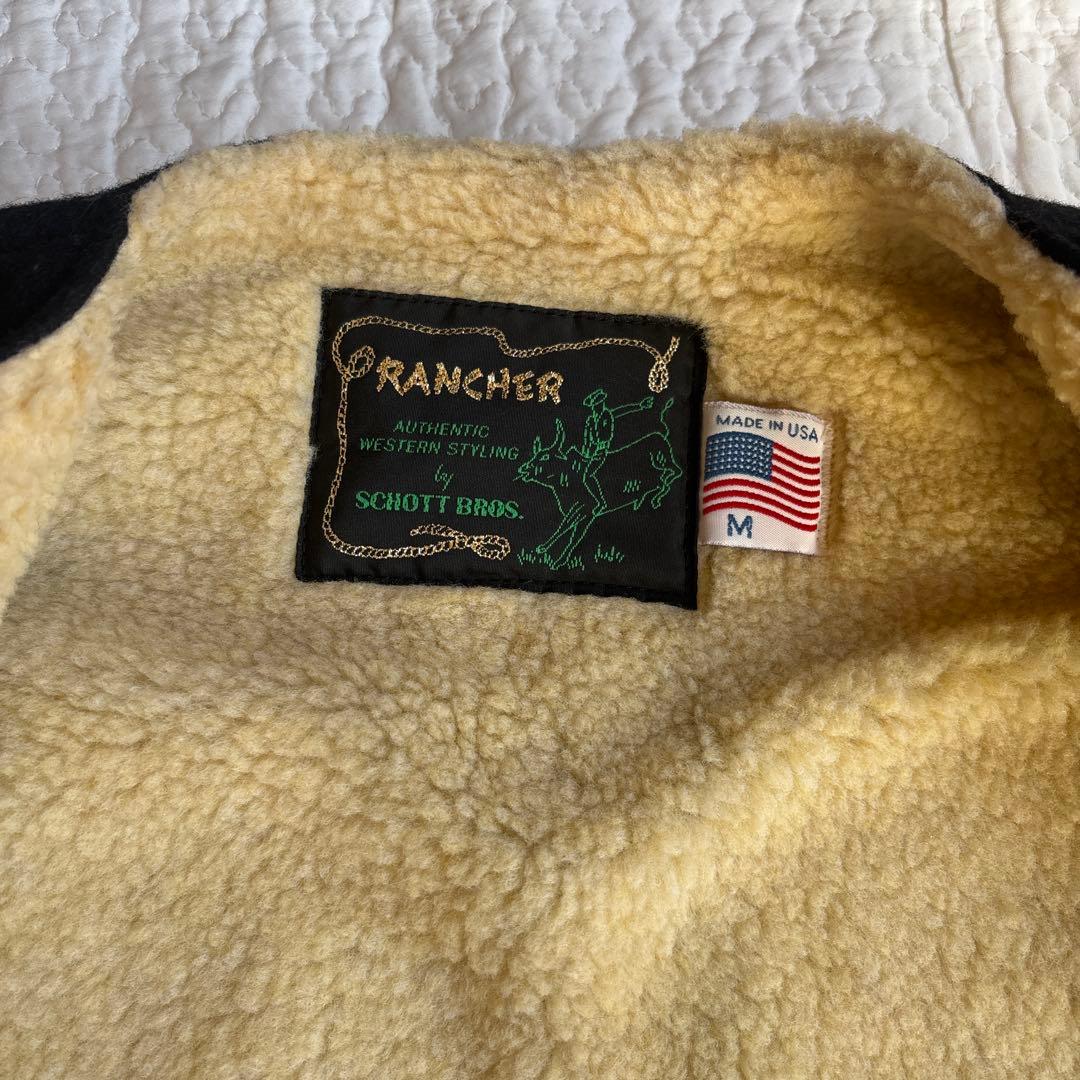 RANCHER
AUTHENTIC
WESTERN STYLING
by
SCHOTT BROS.
MADE IN USA
M